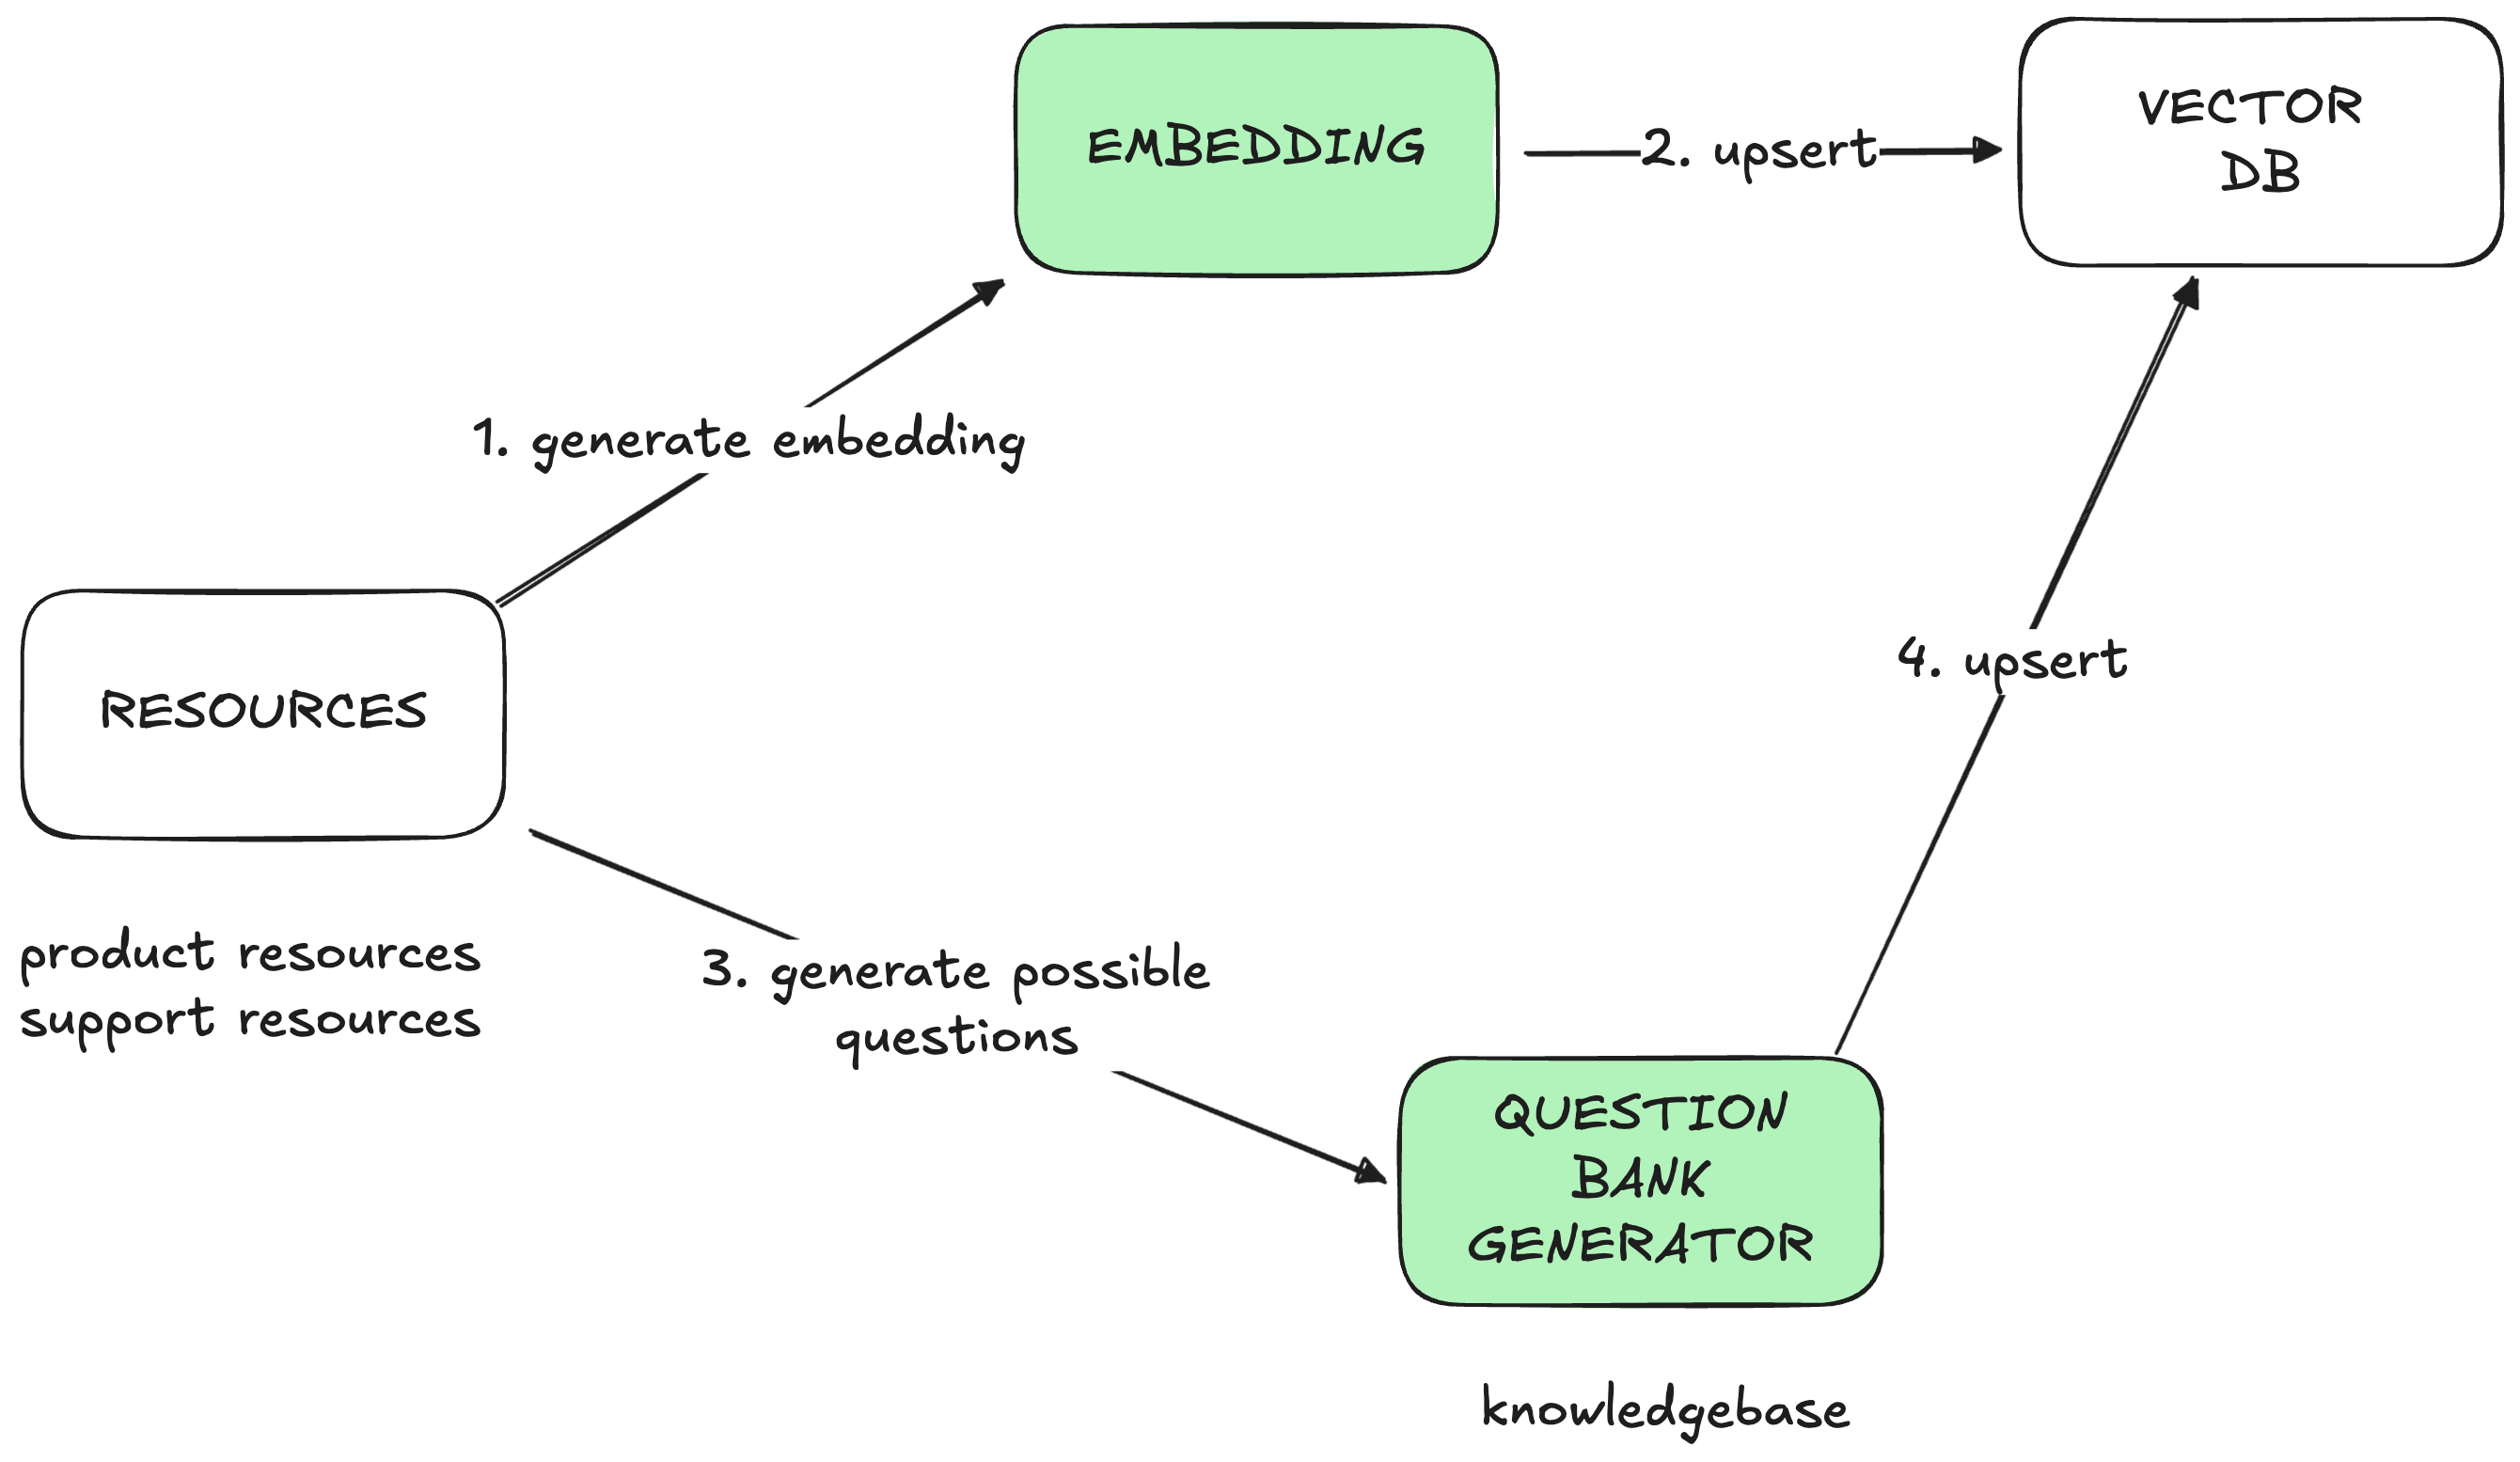 EMBEDDING
2. upsert
VECTOR
DB
1. generate embedding
RESOURCES
4. upsert
product resources
support resources
3. generate possible
questions
QUESTION
BANK
GENERATOR
knowledgebase